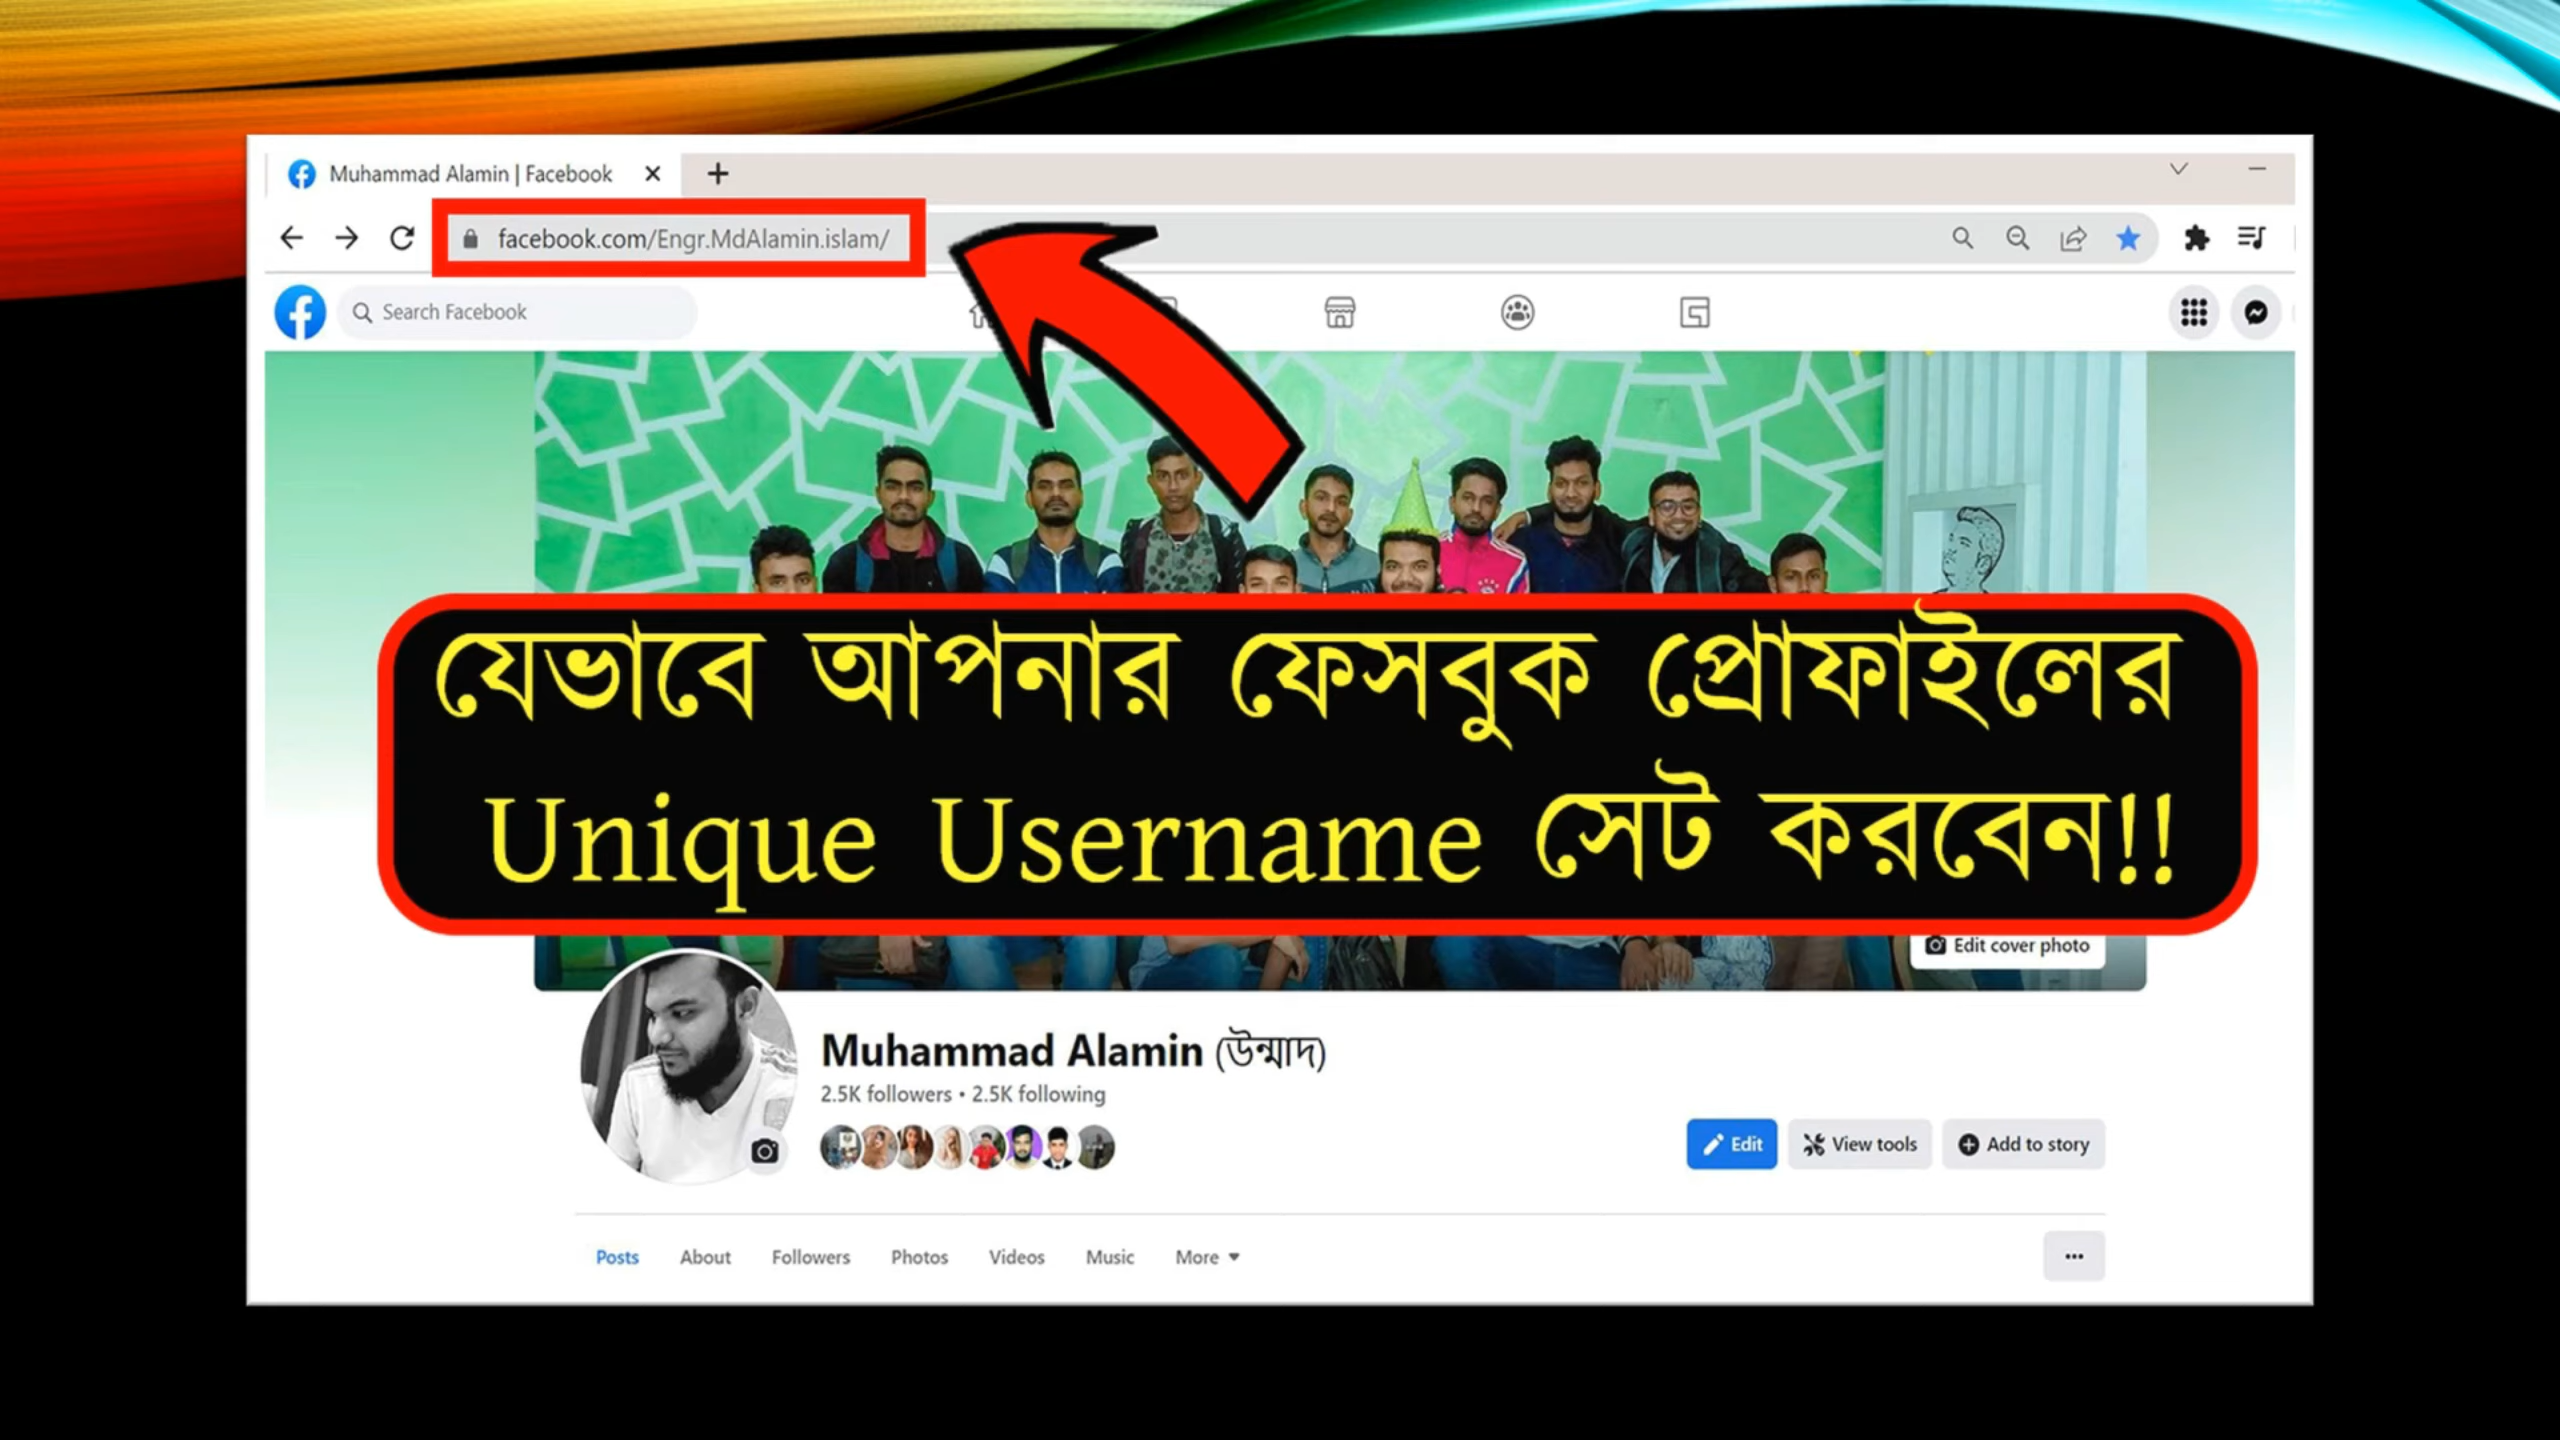 Muhammad Alamin | Facebook
facebook.com/Engr.MdAlamin.islam/
Search Facebook
যেভাবে আপনার ফেসবুক প্রোফাইলের
Unique Username সেট করবেন!!
Edit cover photo
Muhammad Alamin (উন্মাদ)
2.5K followers • 2.5K following
Edit View tools Add to story
Posts About Followers Photos Videos Music More